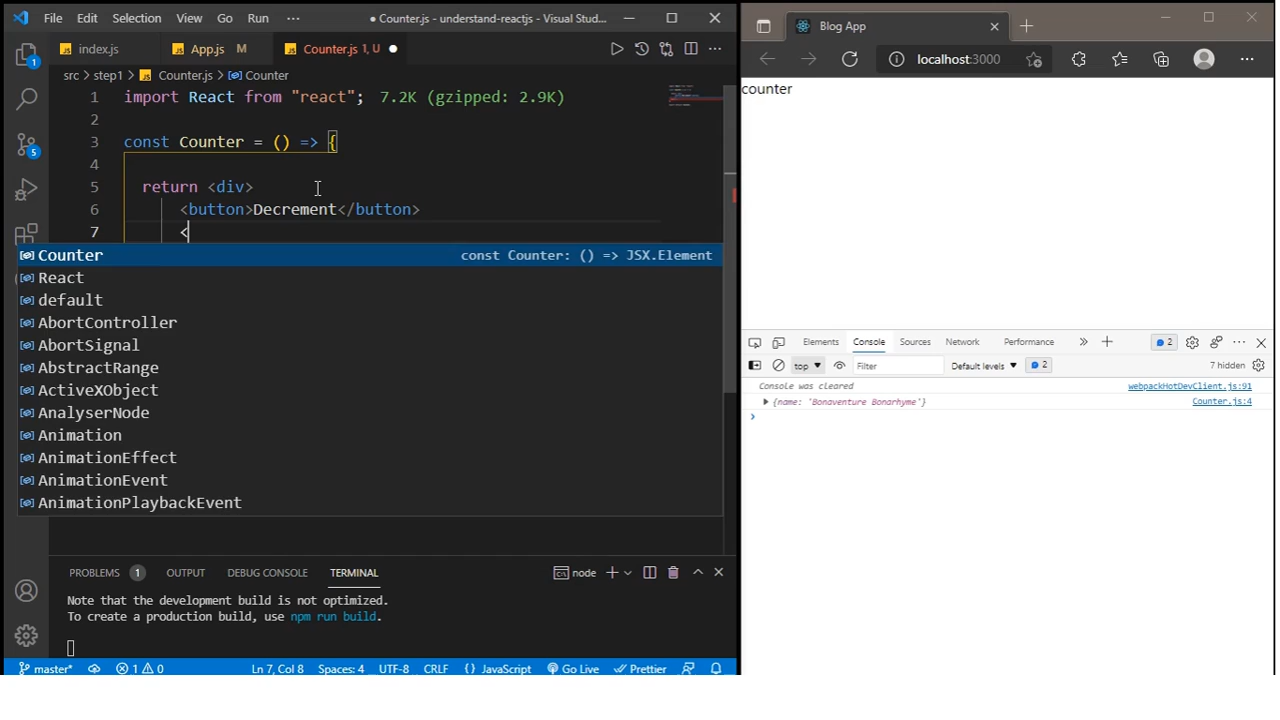 File Edit Selection View Go Run ··· ● Counter.js - understand-reactjs - Visual Stud...
Blog App
index.js App.js M Counter.js 1, U
localhost:3000
src > step1 > Counter.js > Counter
counter
1 import React from "react"; 7.2K (gzipped: 2.9K)
2
3 const Counter = () => {
4
5 return <div>
6 <button>Decrement</button>
7 <
1
5
Counter const Counter: () => JSX.Element
React
default
AbortController
AbortSignal
AbstractRange
ActiveXObject
AnalyserNode
Animation
AnimationEffect
AnimationEvent
AnimationPlaybackEvent
PROBLEMS 1 OUTPUT DEBUG CONSOLE TERMINAL node
Note that the development build is not optimized.
To create a production build, use npm run build.
master* 1 0 Ln 7, Col 8 Spaces: 4 UTF-8 CRLF {} JavaScript Go Live Prettier
Elements Console Sources Network Performance 2
top Filter Default levels 2 7 hidden
Console was cleared webpackHotDevClient.js:91
{name: 'Bonaventure Bonarhyme'} Counter.js:4